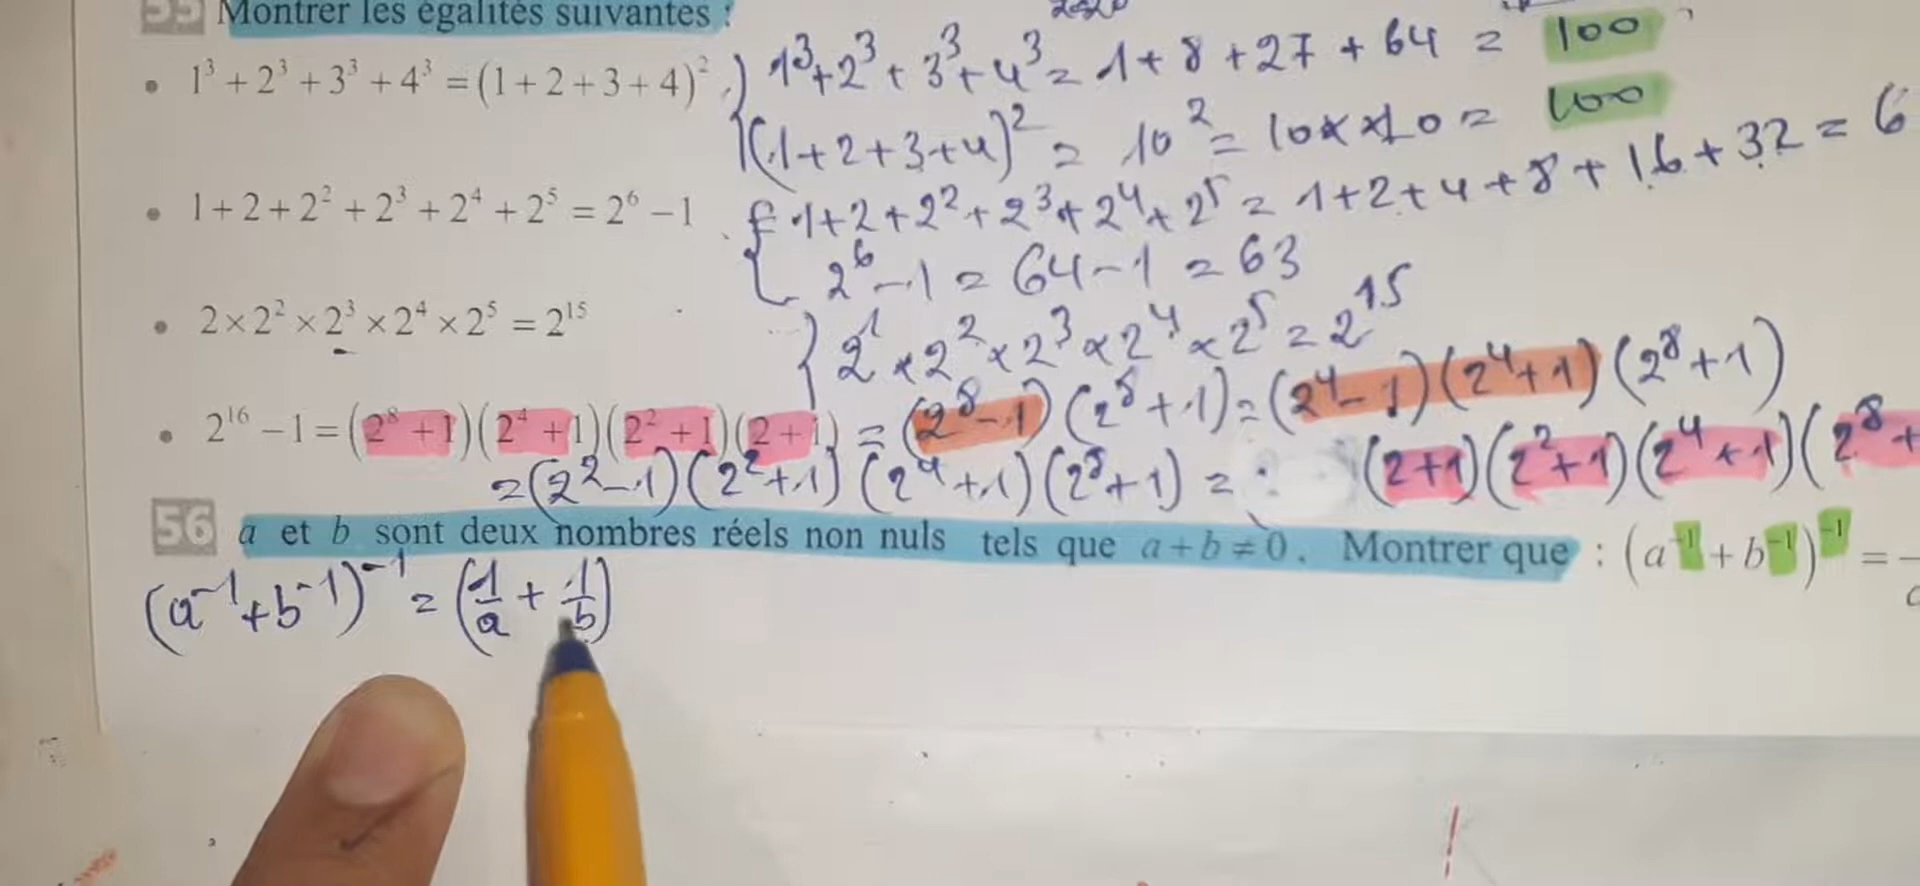 55 Montrer les égalités suivantes :
• 1³ + 2³ + 3³ + 4³ = (1 + 2 + 3 + 4)²
1³ + 2³ + 3³ + 4³ = 1 + 8 + 27 + 64 = 100
(1 + 2 + 3 + 4)² = 10² = 10 × ×10 = 100
• 1 + 2 + 2² + 2³ + 2⁴ + 2⁵ = 2⁶ − 1
1 + 2 + 2² + 2³ + 2⁴ + 2⁵ = 1 + 2 + 4 + 8 + 16 + 32 = 6
2⁶ − 1 = 64 − 1 = 63
• 2 × 2² × 2³ × 2⁴ × 2⁵ = 2¹⁵
2¹ × 2² × 2³ × 2⁴ × 2⁵ = 2¹⁵
• 2¹⁶ − 1 = (2⁸ + 1)(2⁴ + 1)(2² + 1)(2 + 1) = (2⁸ − 1)(2⁸ + 1) = (2⁴ − 1)(2⁴ + 1)(2⁸ + 1)
= (2² − 1)(2² + 1)(2⁴ + 1)(2⁸ + 1) = (2 + 1)(2² + 1)(2⁴ + 1)(2⁸ +
56 a et b sont deux nombres réels non nuls tels que a + b ≠ 0. Montrer que : (a⁻¹ + b⁻¹)⁻¹ =
(a⁻¹ + b⁻¹)⁻¹ = (1/a + 1/b)